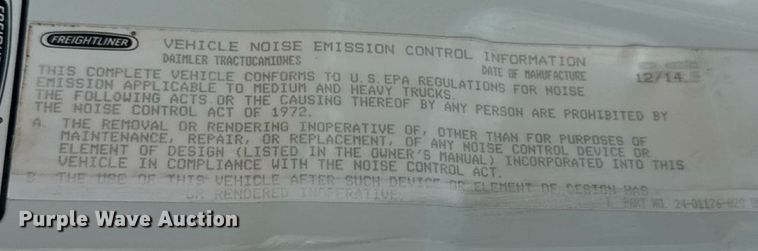 FREIGHTLINER
VEHICLE NOISE EMISSION CONTROL INFORMATION
DAIMLER TRACTOCAMIONES
DATE OF MANUFACTURE
12/14
THIS COMPLETE VEHICLE CONFORMS TO U.S.EPA REGULATIONS FOR NOISE
EMISSION APPLICABLE TO MEDIUM AND HEAVY TRUCKS.
THE FOLLOWING ACTS OR THE CAUSING THEREOF BY ANY PERSON ARE PROHIBITED BY
THE NOISE CONTROL ACT OF 1972.
A. THE REMOVAL OR RENDERING INOPERATIVE OF, OTHER THAN FOR PURPOSES OF
MAINTENANCE, REPAIR, OR REPLACEMENT, OF ANY NOISE CONTROL DEVICE OR
ELEMENT OF DESIGN (LISTED IN THE OWNER'S MANUAL) INCORPORATED INTO THIS
VEHICLE IN COMPLIANCE WITH THE NOISE CONTROL ACT.
B. THE USE OF THIS VEHICLE AFTER SUCH DEVICE OR ELEMENT OF DESIGN HAS
OR RENDERED INOPERATIVE.
PART NO. 24-01176-020
Purple Wave Auction